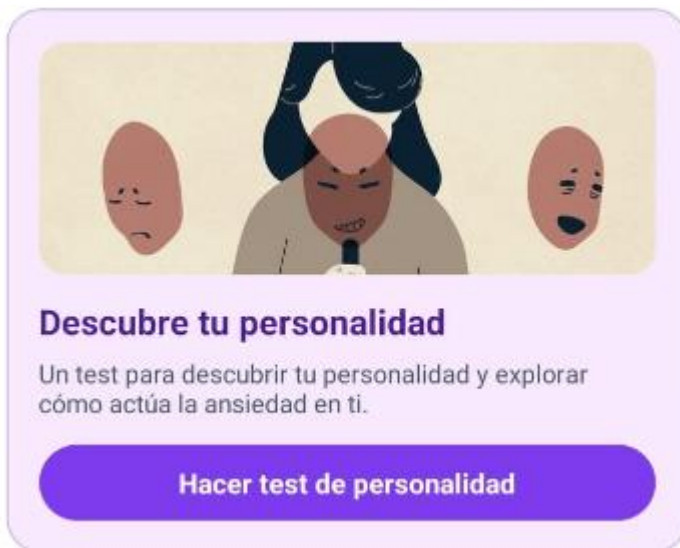 Descubre tu personalidad
Un test para descubrir tu personalidad y explorar
cómo actúa la ansiedad en ti.
Hacer test de personalidad